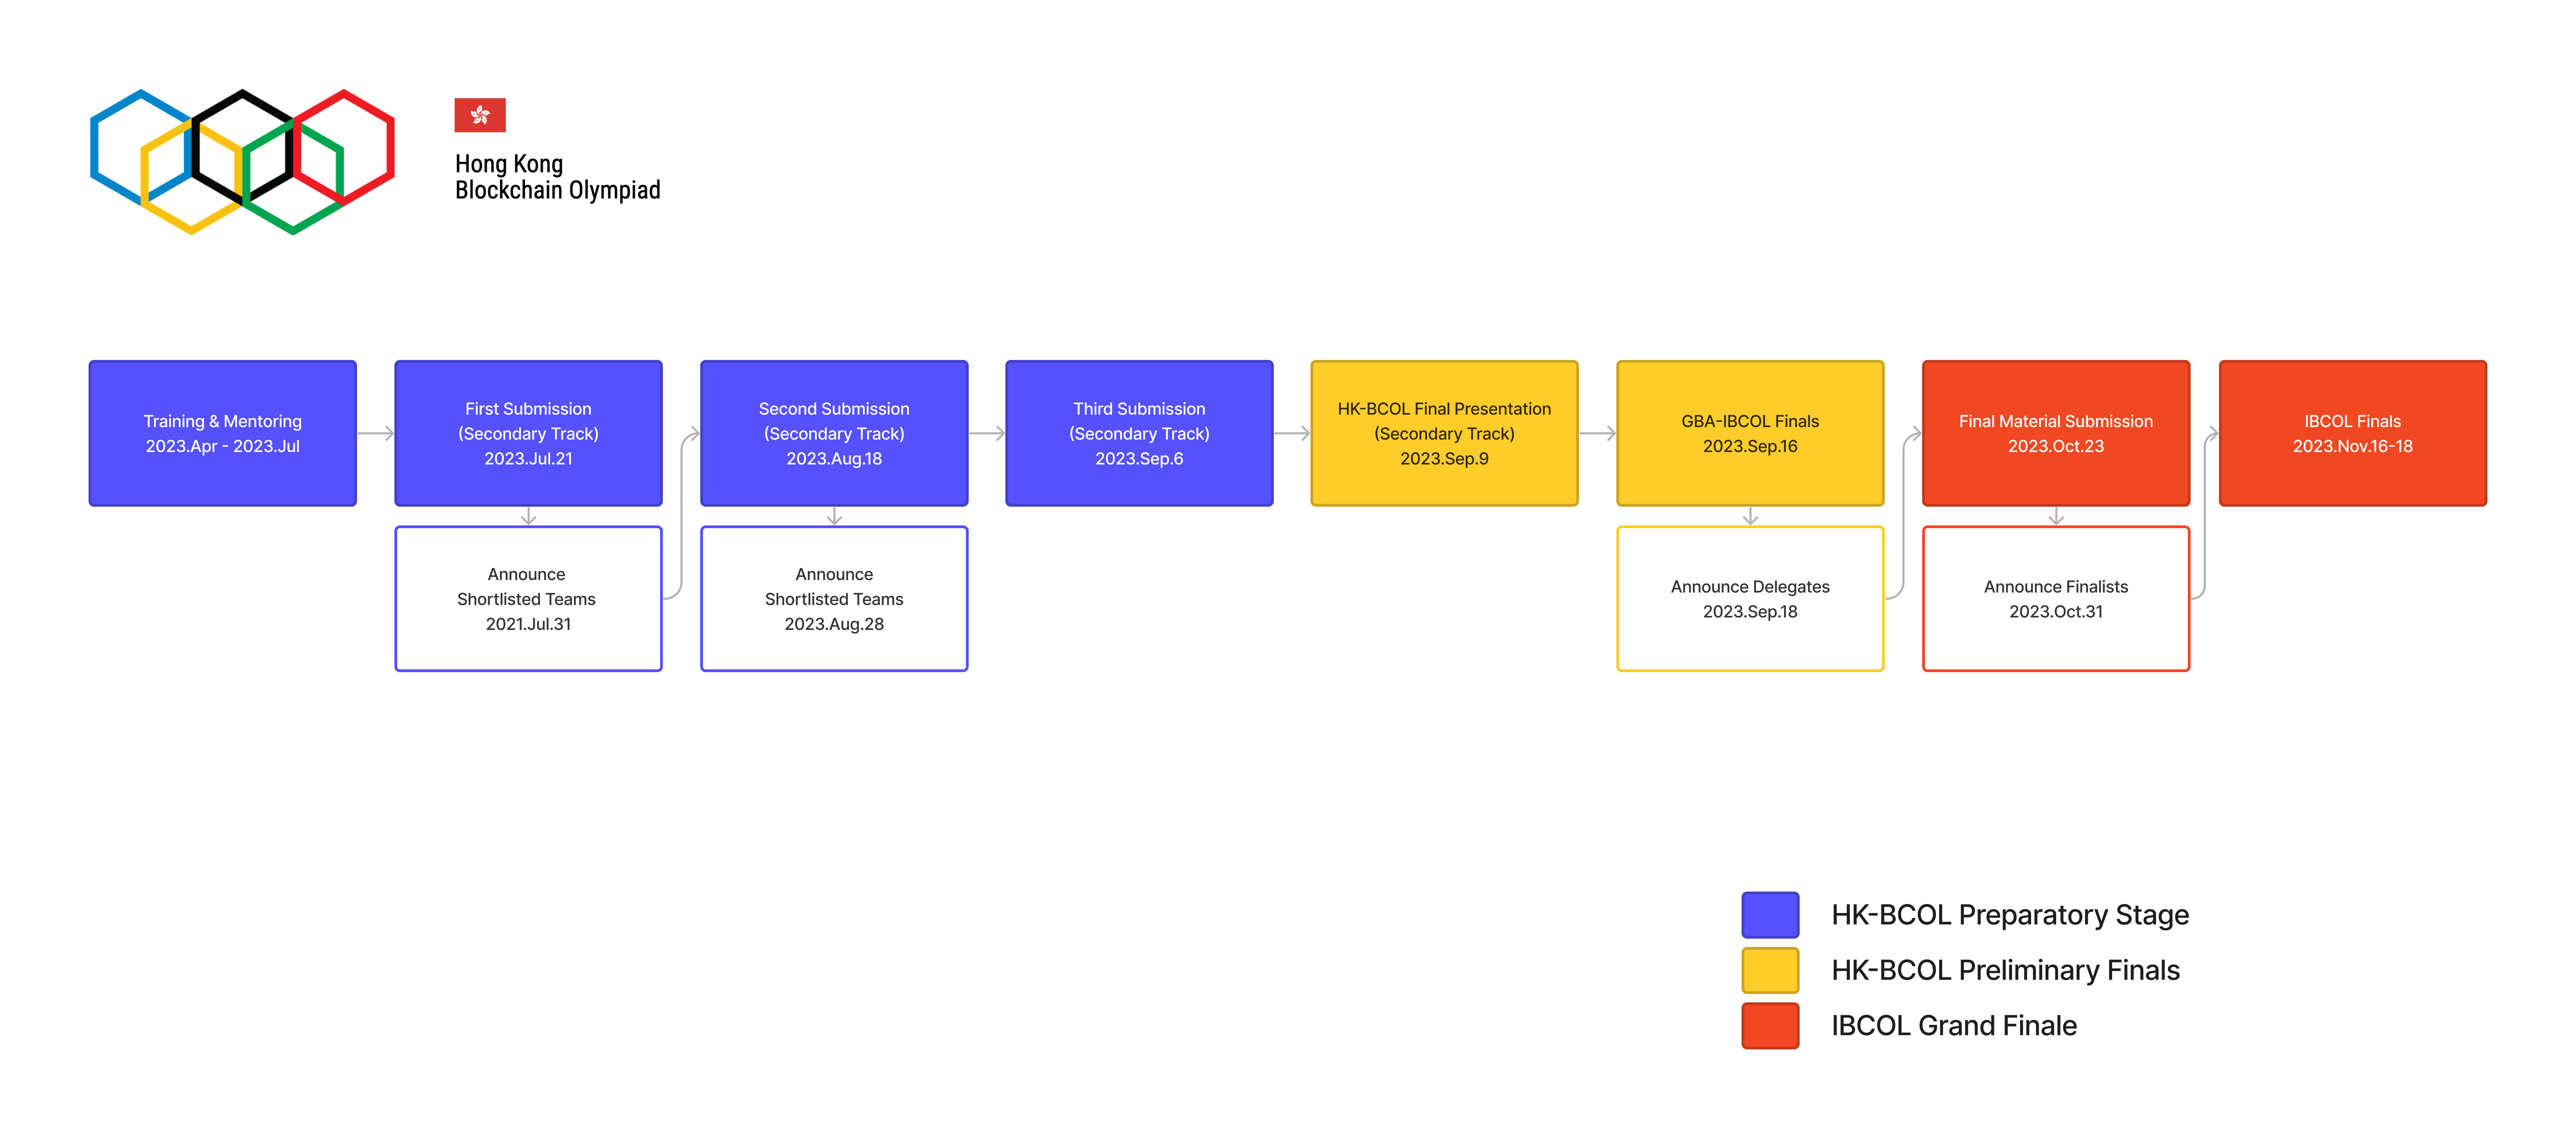 Hong Kong
Blockchain Olympiad
Training & Mentoring
2023.Apr - 2023.Jul
First Submission
(Secondary Track)
2023.Jul.21
Second Submission
(Secondary Track)
2023.Aug.18
Third Submission
(Secondary Track)
2023.Sep.6
HK-BCOL Final Presentation
(Secondary Track)
2023.Sep.9
GBA-IBCOL Finals
2023.Sep.16
Final Material Submission
2023.Oct.23
IBCOL Finals
2023.Nov.16-18
Announce
Shortlisted Teams
2021.Jul.31
Announce
Shortlisted Teams
2023.Aug.28
Announce Delegates
2023.Sep.18
Announce Finalists
2023.Oct.31
HK-BCOL Preparatory Stage
HK-BCOL Preliminary Finals
IBCOL Grand Finale